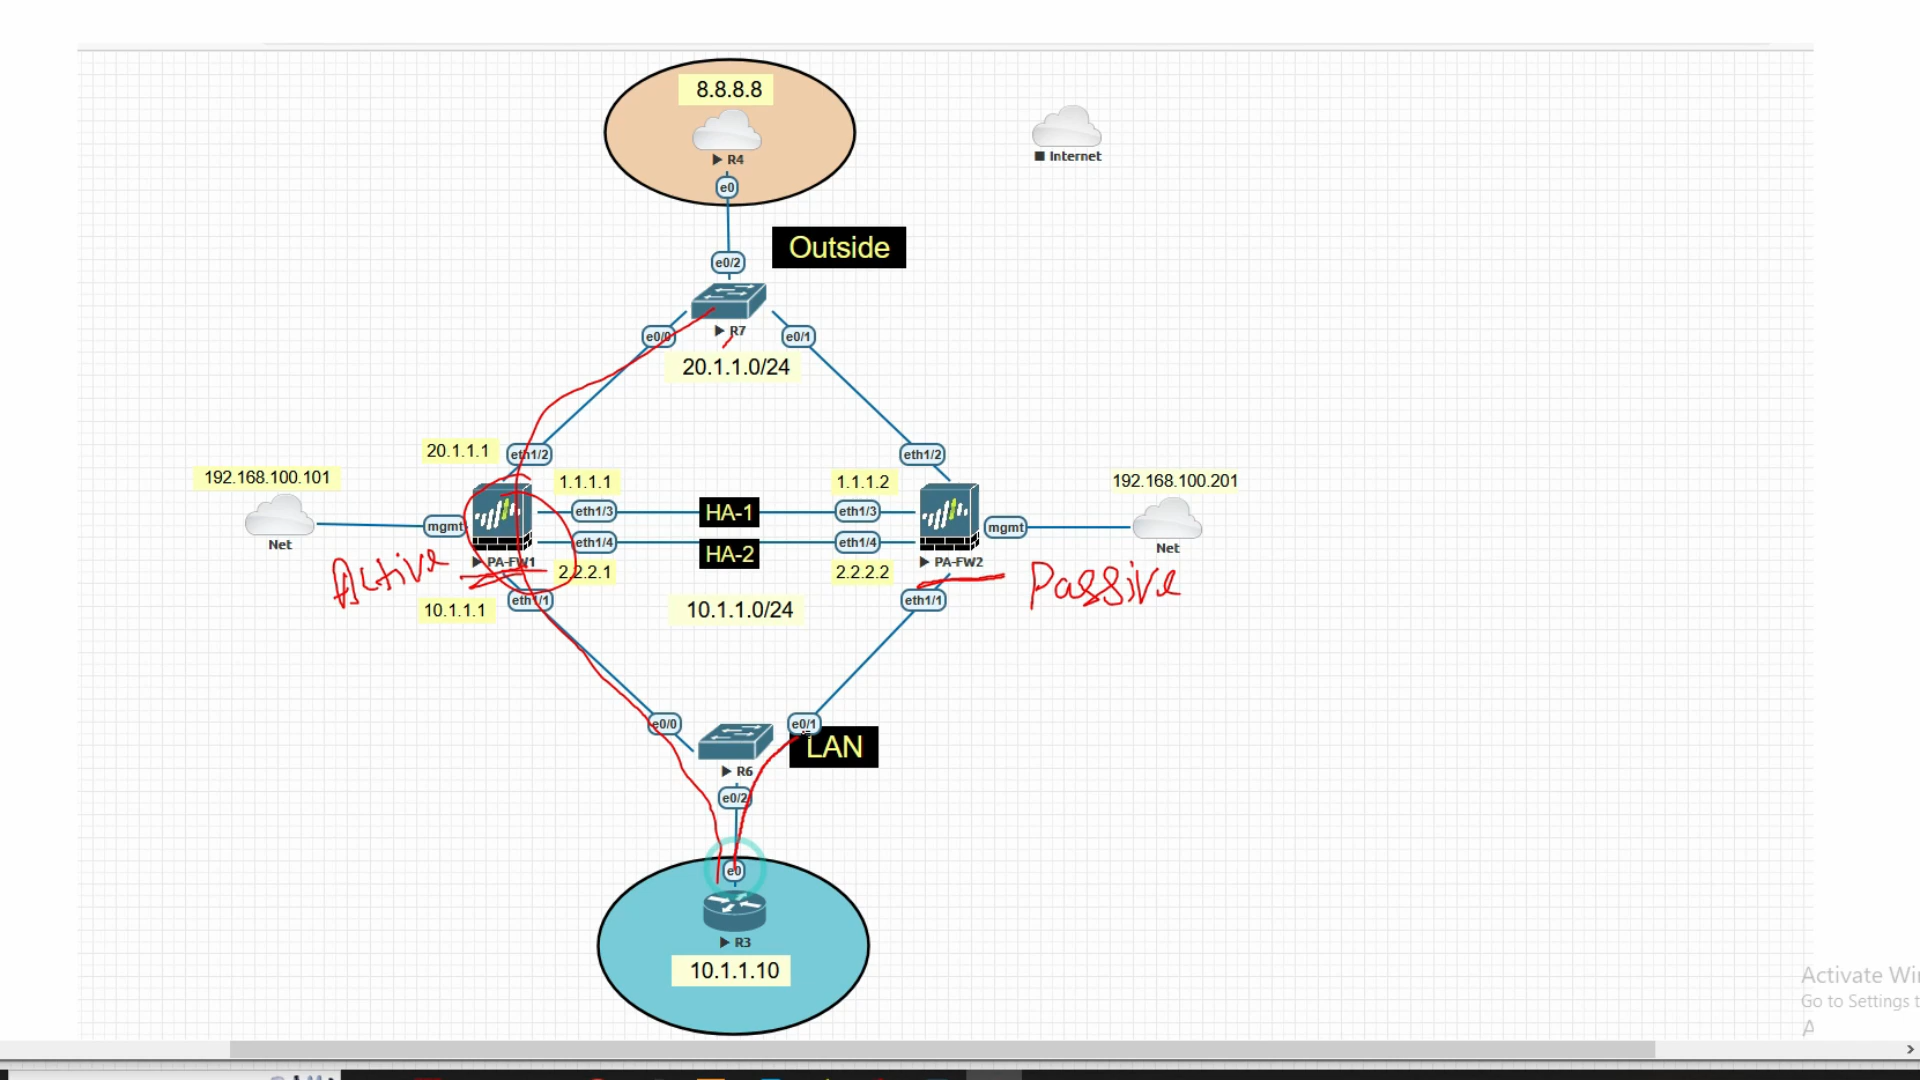 8.8.8.8
R4
Internet
e0
Outside
e0/2
R7
e0/0
e0/1
20.1.1.0/24
20.1.1.1
eth1/2
eth1/2
192.168.100.101
1.1.1.1
1.1.1.2
192.168.100.201
eth1/3
HA-1
eth1/3
mgmt
mgmt
Net
eth1/4
HA-2
eth1/4
Net
PA-FW1
PA-FW2
Active
2.2.2.1
2.2.2.2
Passive
10.1.1.1
eth1/1
10.1.1.0/24
eth1/1
e0/0
e0/1
LAN
R6
e0/2
e0
R3
10.1.1.10
Activate Wi
Go to Settings t
A